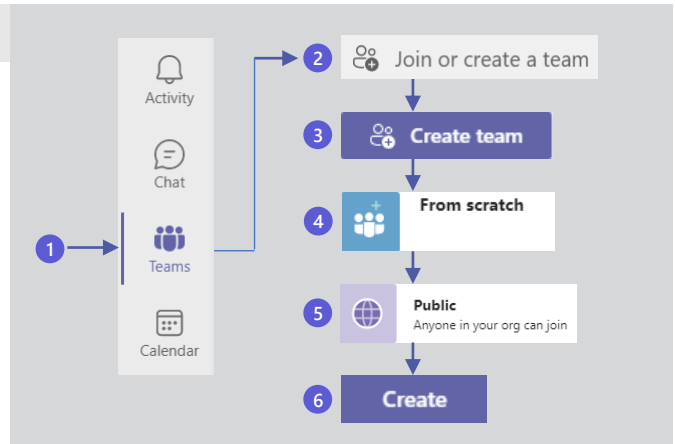 Activity
Chat
1
Teams
Calendar
2
Join or create a team
3
Create team
4
From scratch
5
Public
Anyone in your org can join
6
Create